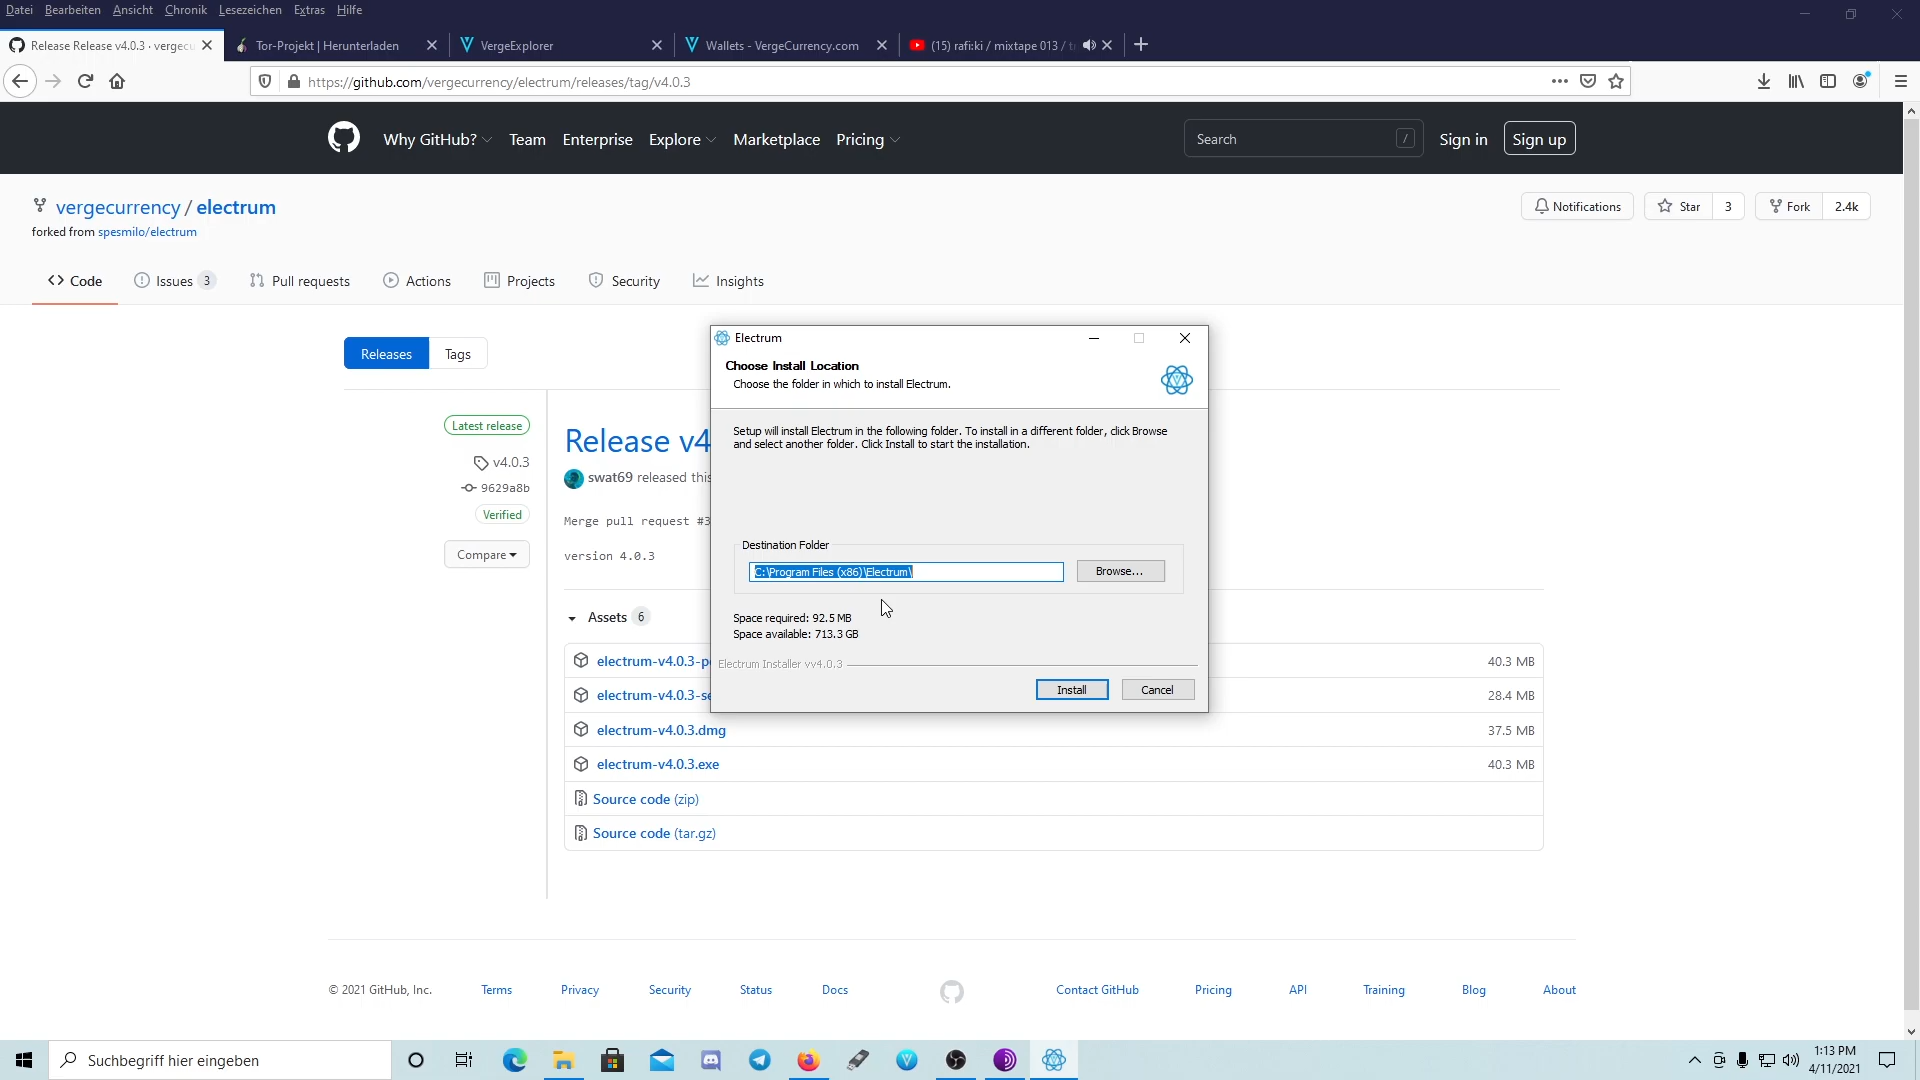 Datei Bearbeiten Ansicht Chronik Lesezeichen Extras Hilfe
Release Release v4.0.3 · vergecu Tor-Projekt | Herunterladen VergeExplorer Wallets - VergeCurrency.com (15) rafi:ki / mixtape 013 /
https://github.com/vergecurrency/electrum/releases/tag/v4.0.3
Why GitHub? Team Enterprise Explore Marketplace Pricing Search / Sign in Sign up
vergecurrency / electrum Notifications Star 3 Fork 2.4k
forked from spesmilo/electrum
Code Issues 3 Pull requests Actions Projects Security Insights
Releases Tags
Latest release
v4.0.3
9629a8b
Verified
Compare
Release v4
swat69 released this
Merge pull request #3
version 4.0.3
Assets 6
electrum-v4.0.3-p 40.3 MB
electrum-v4.0.3-se 28.4 MB
electrum-v4.0.3.dmg 37.5 MB
electrum-v4.0.3.exe 40.3 MB
Source code (zip)
Source code (tar.gz)
Electrum
Choose Install Location
Choose the folder in which to install Electrum.
Setup will install Electrum in the following folder. To install in a different folder, click Browse
and select another folder. Click Install to start the installation.
Destination Folder
C:\Program Files (x86)\Electrum\ Browse...
Space required: 92.5 MB
Space available: 713.3 GB
Electrum Installer vv4.0.3
Install Cancel
© 2021 GitHub, Inc. Terms Privacy Security Status Docs Contact GitHub Pricing API Training Blog About
Suchbegriff hier eingeben
1:13 PM
4/11/2021